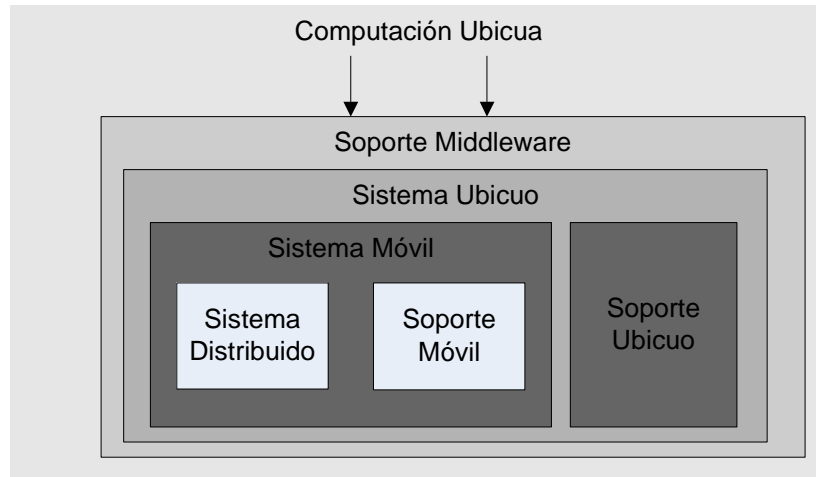 Computación Ubicua
Soporte Middleware
Sistema Ubicuo
Sistema Móvil
Sistema
Distribuido
Soporte
Móvil
Soporte
Ubicuo